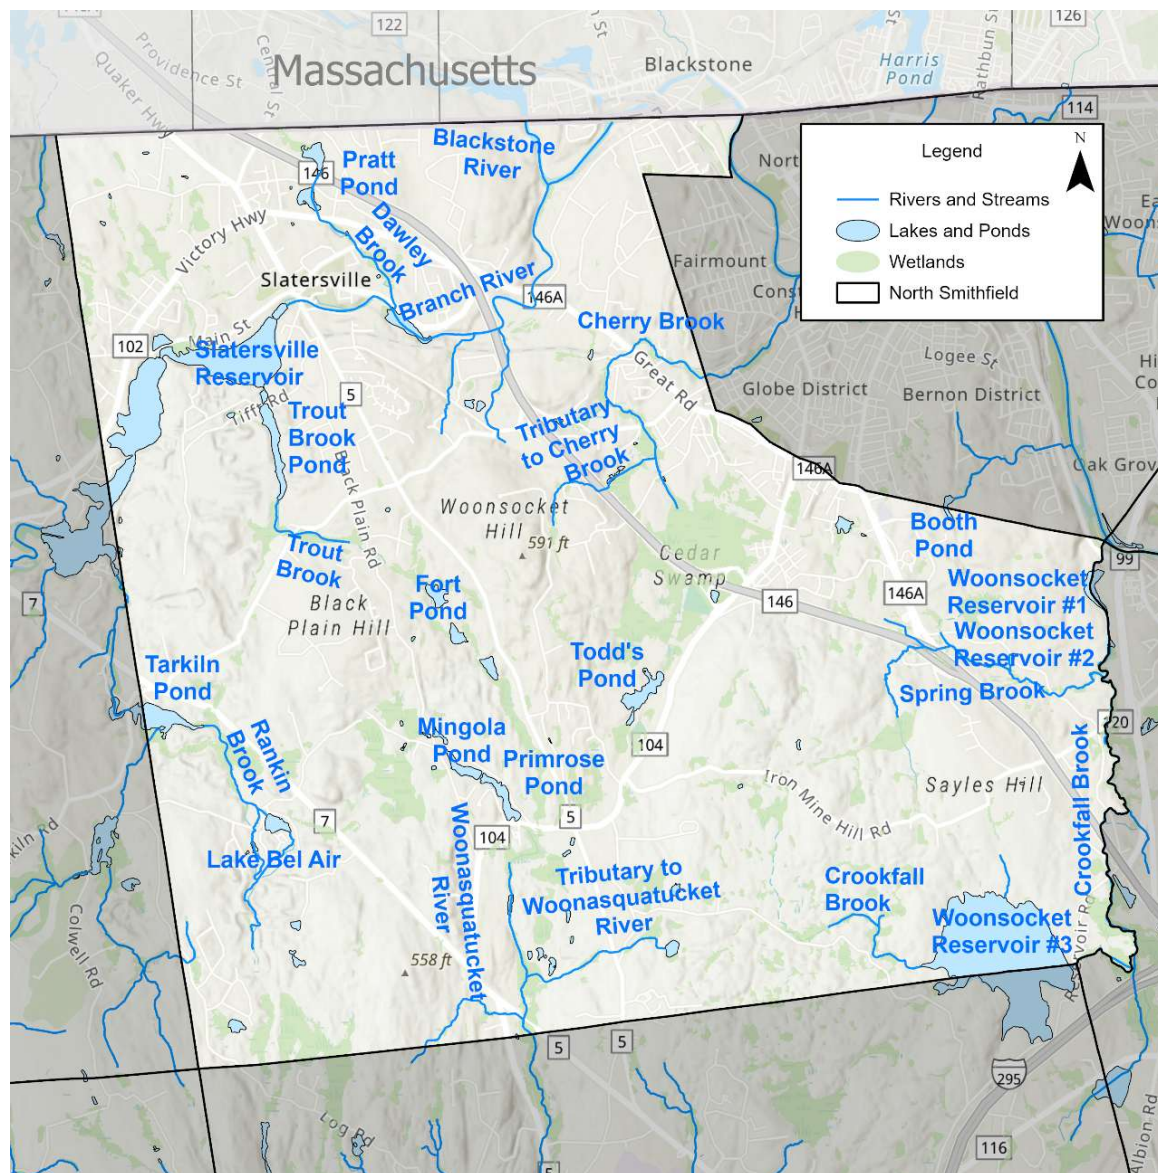 122
126
Providence St
Central St
Quaker Hwy
Massachusetts
Blackstone
Harris
Pond
Rathbun St
114
Legend
N
Rivers and Streams
Lakes and Ponds
Wetlands
North Smithfield
Blackstone
River
Pratt
Pond
146
Dawley
Brook
Victory Hwy
Slatersville
Branch River
146A
Fairmount
Cherry Brook
Great Rd
Globe District
Logee St
Bernon District
102
Main St
Slatersville
Reservoir
Tifft Rd
5
Trout
Brook
Pond
Black Plain Rd
Tributary
to Cherry
Brook
146A
Woonsocket
Hill
591 ft
Cedar
Swamp
Booth
Pond
99
Trout
Brook
Black
Plain Hill
Fort
Pond
146
146A
Woonsocket
Reservoir #1
Woonsocket
Reservoir #2
7
Tarkiln
Pond
Todd's
Pond
Spring Brook
Rankin
Brook
Mingola
Pond
Primrose
Pond
104
Iron Mine Hill Rd
Sayles Hill
Crookfall Brook
7
104
5
Lake Bel Air
Woonasquatucket
River
Tributary to
Woonasquatucket
River
Crookfall
Brook
Woonsocket
Reservoir #3
Reservoir Rd
Colwell Rd
558 ft
5
5
295
Log Rd
116
Albion Rd
5